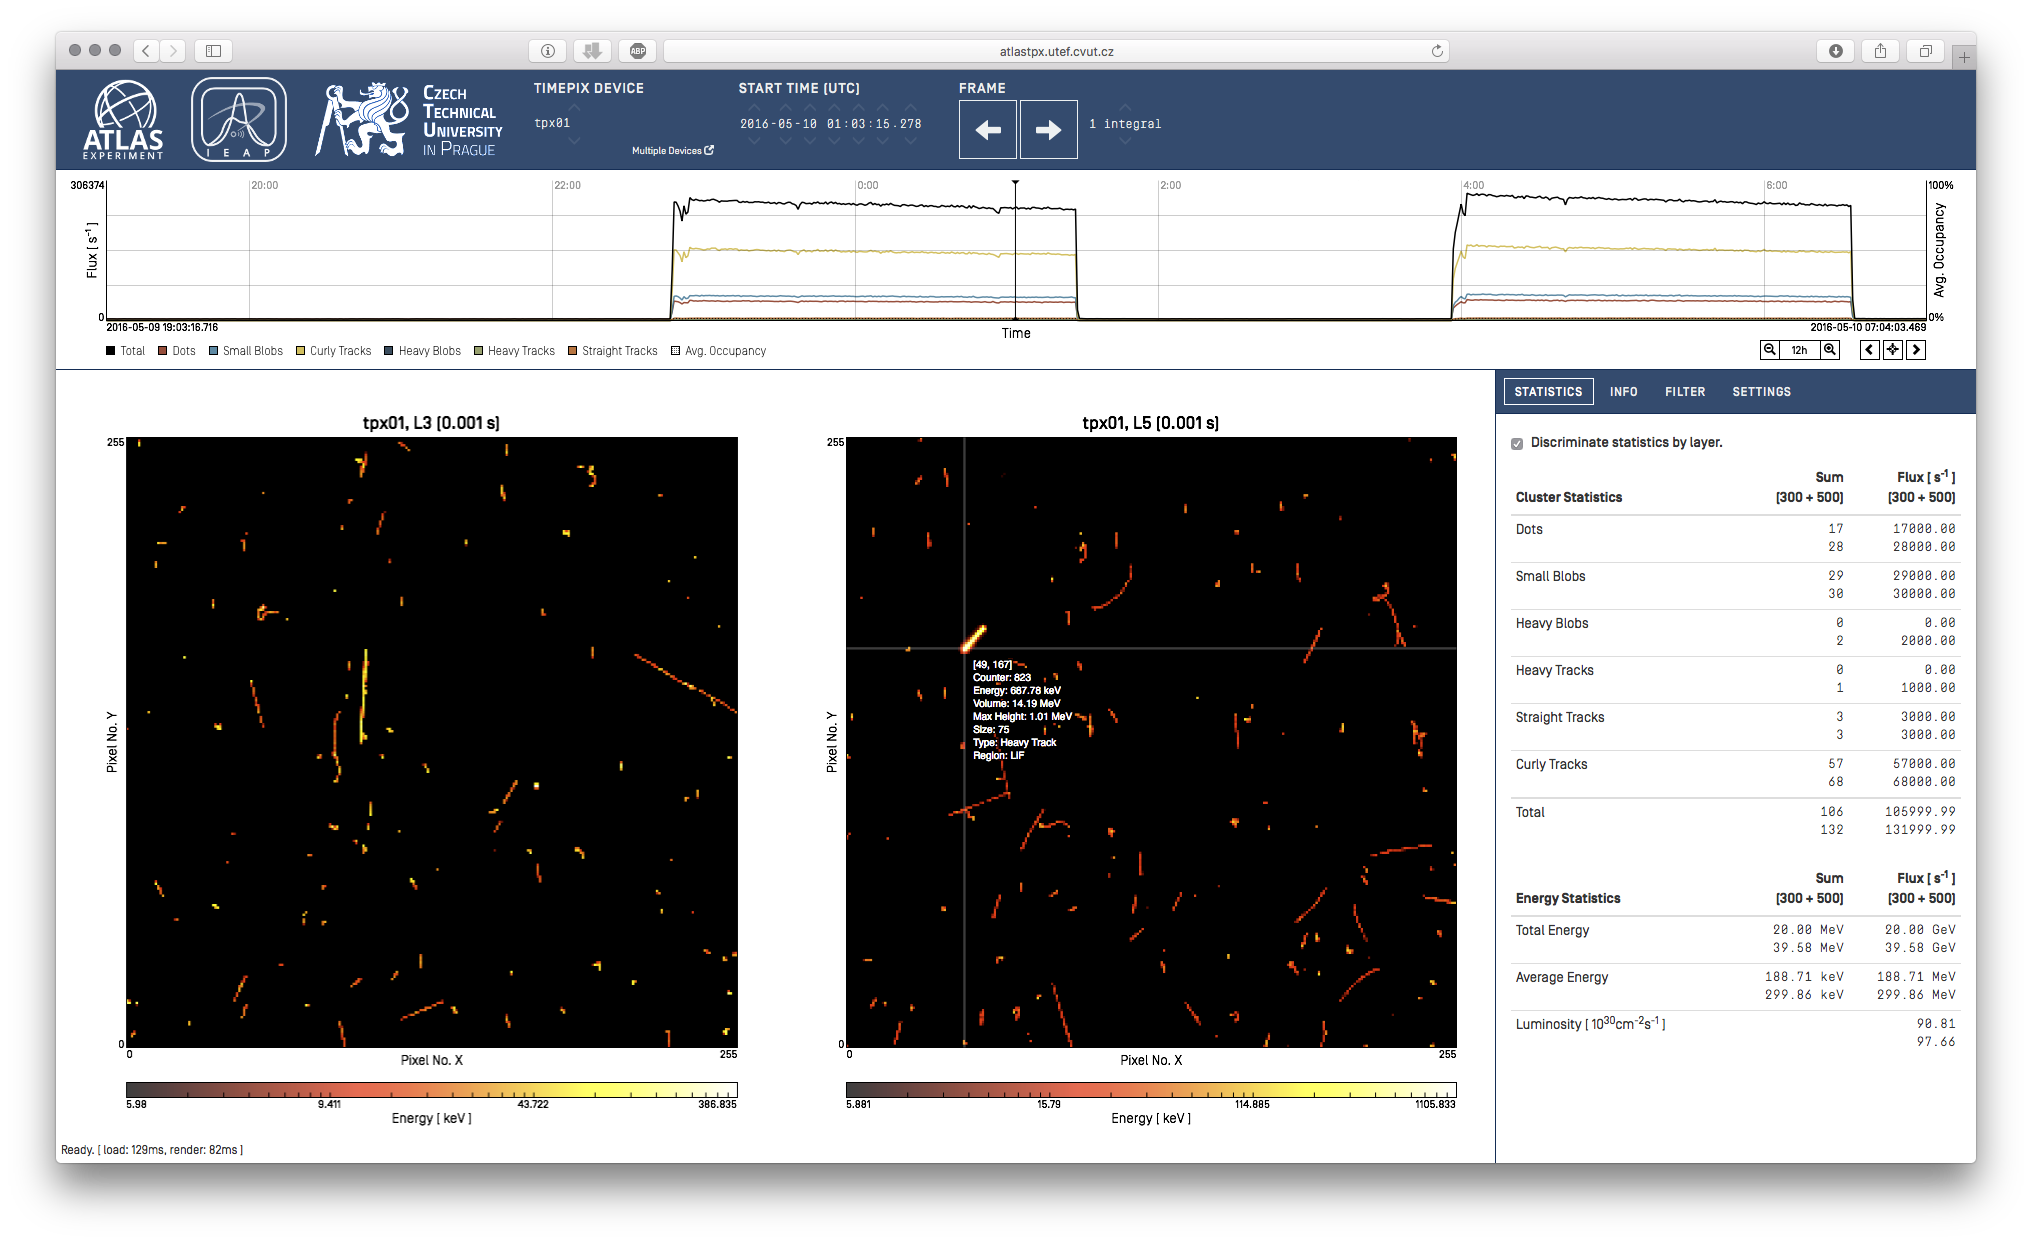 ABP
atlastpx.utef.cvut.cz
ATLAS
EXPERIMENT
I E A P
CZECH
TECHNICAL
UNIVERSITY
IN PRAGUE
TIMEPIX DEVICE
tpx01
Multiple Devices
START TIME (UTC)
2016-05-10 01:03:15.278
FRAME
1 integral
306374
20:00
22:00
0:00
2:00
4:00
6:00
100%
Flux [ s-1 ]
Avg. Occupancy
0
0%
2016-05-09 19:03:16.716
Time
2016-05-10 07:04:03.469
Total
Dots
Small Blobs
Curly Tracks
Heavy Blobs
Heavy Tracks
Straight Tracks
Avg. Occupancy
12h
tpx01, L3 (0.001 s)
255
Pixel No. Y
0
0
Pixel No. X
255
5.98
9.411
43.722
386.835
Energy [ keV ]
tpx01, L5 (0.001 s)
255
Pixel No. Y
[49, 167]
Counter: 823
Energy: 687.78 keV
Volume: 14.19 MeV
Max Height: 1.01 MeV
Size: 75
Type: Heavy Track
Region: LiF
0
0
Pixel No. X
255
5.881
15.79
114.885
1105.833
Energy [ keV ]
Ready. [ load: 129ms, render: 82ms ]
STATISTICS
INFO
FILTER
SETTINGS
Discriminate statistics by layer.
Sum
Flux [ s-1 ]
Cluster Statistics
(300 + 500)
(300 + 500)
Dots
17
17000.00
28
28000.00
Small Blobs
29
29000.00
30
30000.00
Heavy Blobs
0
0.00
2
2000.00
Heavy Tracks
0
0.00
1
1000.00
Straight Tracks
3
3000.00
3
3000.00
Curly Tracks
57
57000.00
68
68000.00
Total
106
105999.99
132
131999.99
Sum
Flux [ s-1 ]
Energy Statistics
(300 + 500)
(300 + 500)
Total Energy
20.00 MeV
20.00 GeV
39.58 MeV
39.58 GeV
Average Energy
188.71 keV
188.71 MeV
299.86 keV
299.86 MeV
Luminosity [ 1030cm-2s-1 ]
90.81
97.66